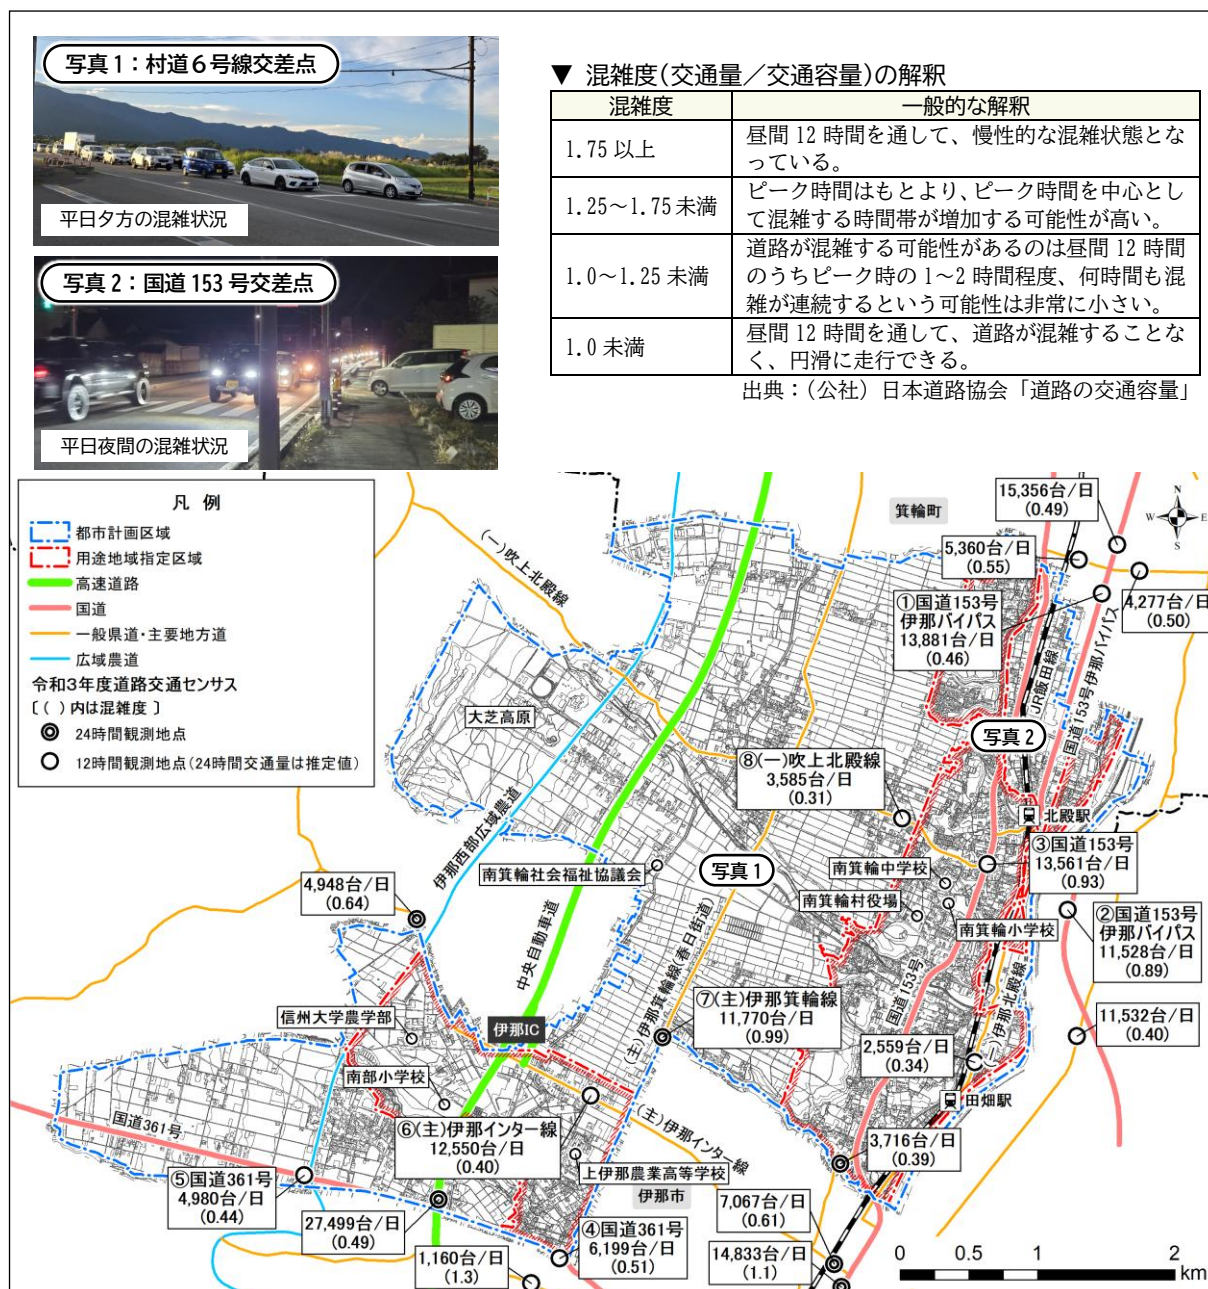 写真1：村道6号線交差点
平日夕方の混雑状況
写真2：国道153号交差点
平日夜間の混雑状況
▼ 混雑度（交通量／交通容量）の解釈
混雑度
一般的な解釈
1.75以上
昼間12時間を通して、慢性的な混雑状態とな
っている。
1.25～1.75未満
ピーク時間はもとより、ピーク時間を中心とし
て混雑する時間帯が増加する可能性が高い。
1.0～1.25未満
道路が混雑する可能性があるのは昼間12時間
のうちピーク時の1～2時間程度、何時間も混
雑が連続するという可能性は非常に小さい。
1.0未満
昼間12時間を通して、道路が混雑することな
く、円滑に走行できる。
出典：（公社）日本道路協会「道路の交通容量」
凡 例
都市計画区域
用途地域指定区域
高速道路
国道
一般県道・主要地方道
広域農道
令和3年度道路交通センサス
〔（ ）内は混雑度 〕
24時間観測地点
12時間観測地点（24時間交通量は推定値）
箕輪町
15,356台/日
(0.49)
N
W
E
S
5,360台/日
(0.55)
4,277台/日
(0.50)
(一)吹上北殿線
①国道153号
伊那バイパス
13,881台/日
(0.46)
JR飯田線
国道153号伊那バイパス
大芝高原
写真2
⑧(一)吹上北殿線
3,585台/日
(0.31)
北殿駅
伊那西部広域農道
③国道153号
13,561台/日
(0.93)
南箕輪社会福祉協議会
写真1
南箕輪中学校
南箕輪村役場
南箕輪小学校
4,948台/日
(0.64)
②国道153号
伊那バイパス
11,528台/日
(0.89)
中央自動車道
(主)伊那箕輪線(春日街道)
国道153号
(一)伊那北殿線
⑦(主)伊那箕輪線
11,770台/日
(0.99)
11,532台/日
(0.40)
信州大学農学部
伊那IC
2,559台/日
(0.34)
南部小学校
田畑駅
国道361号
⑥(主)伊那インター線
12,550台/日
(0.40)
(主)伊那インター線
3,716台/日
(0.39)
上伊那農業高等学校
伊那市
⑤国道361号
4,980台/日
(0.44)
27,499台/日
(0.49)
④国道361号
6,199台/日
(0.51)
7,067台/日
(0.61)
1,160台/日
(1.3)
14,833台/日
(1.1)
0 0.5 1 2
km